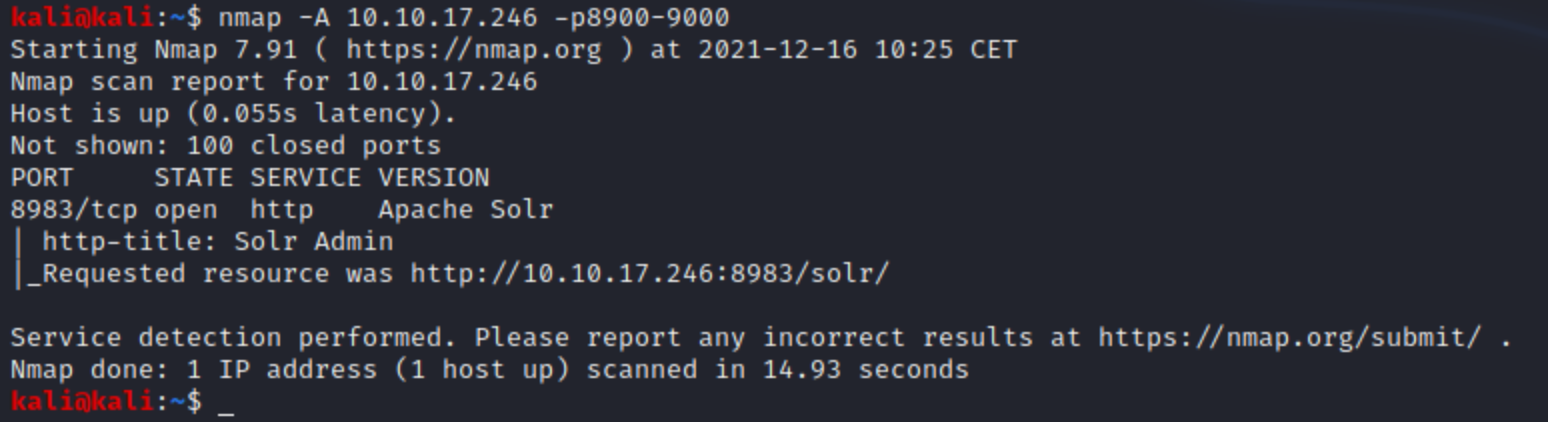 kali@kali:~$ nmap -A 10.10.17.246 -p8900-9000
Starting Nmap 7.91 ( https://nmap.org ) at 2021-12-16 10:25 CET
Nmap scan report for 10.10.17.246
Host is up (0.055s latency).
Not shown: 100 closed ports
PORT     STATE SERVICE VERSION
8983/tcp open  http    Apache Solr
| http-title: Solr Admin
|_Requested resource was http://10.10.17.246:8983/solr/

Service detection performed. Please report any incorrect results at https://nmap.org/submit/ .
Nmap done: 1 IP address (1 host up) scanned in 14.93 seconds
kali@kali:~$ _